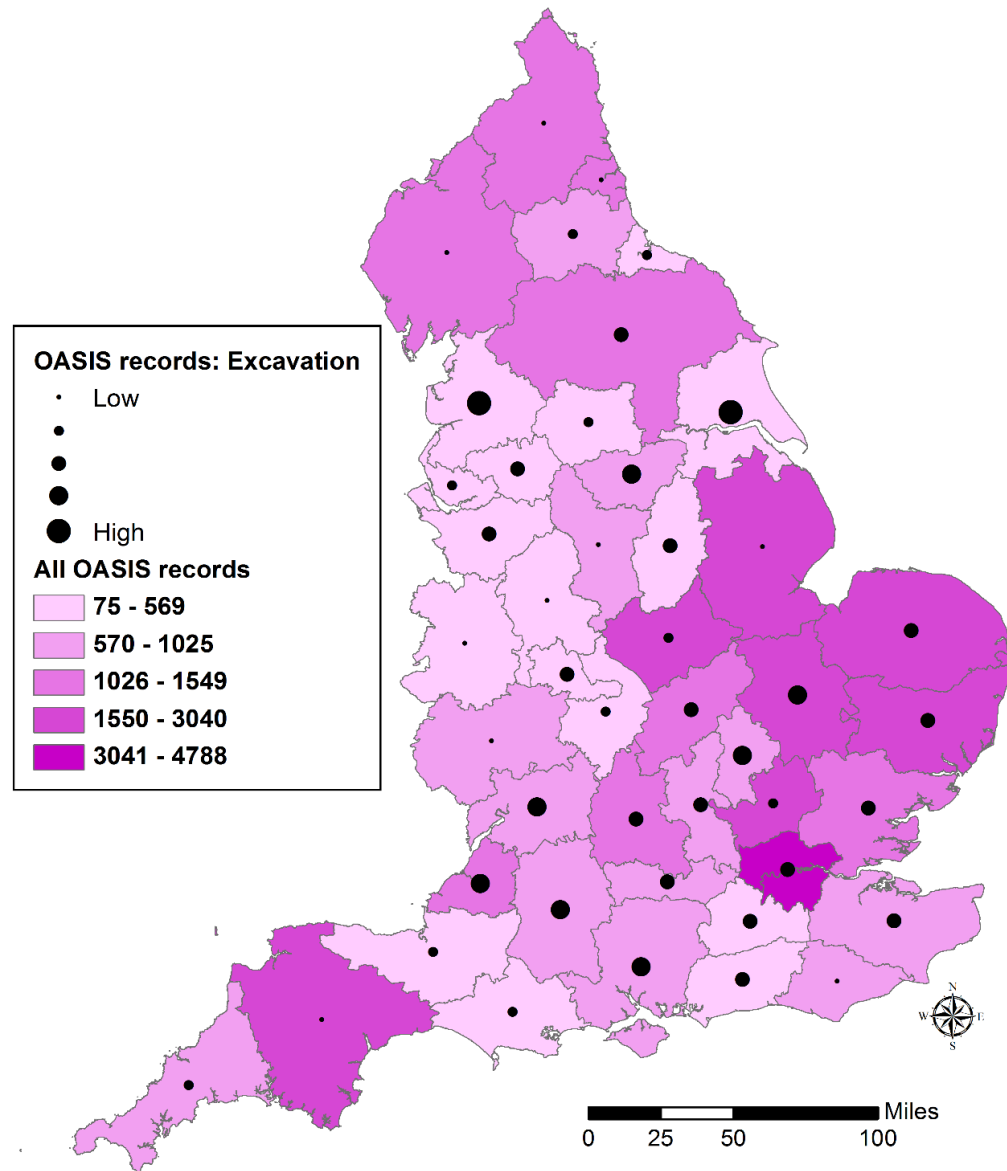 OASIS records: Excavation
Low
High
All OASIS records
75 - 569
570 - 1025
1026 - 1549
1550 - 3040
3041 - 4788
N
W E
S
Miles
0 25 50 100